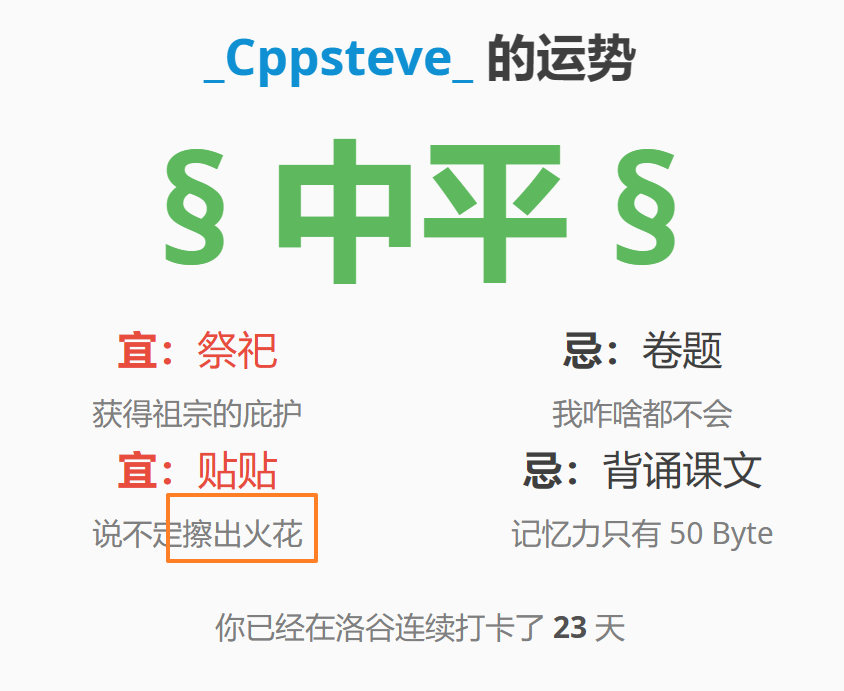 _Cppsteve_ 的运势
§ 中平 §
宜：祭祀
获得祖宗的庇护
宜：贴贴
说不定擦出火花
忌：卷题
我咋啥都不会
忌：背诵课文
记忆力只有 50 Byte
你已经在洛谷连续打卡了 23 天